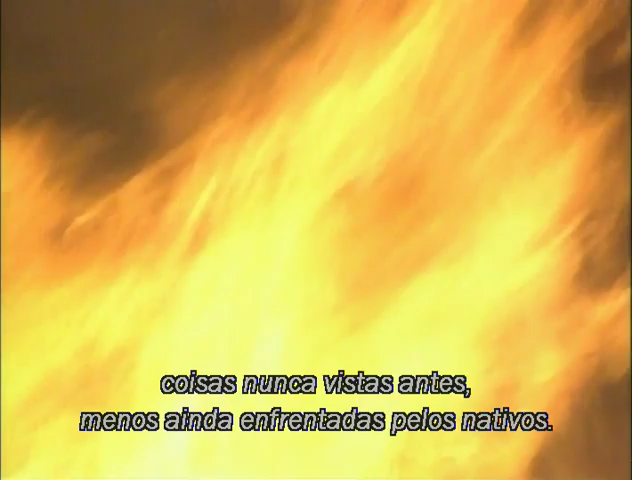 coisas nunca vistas antes,
menos ainda enfrentadas pelos nativos.